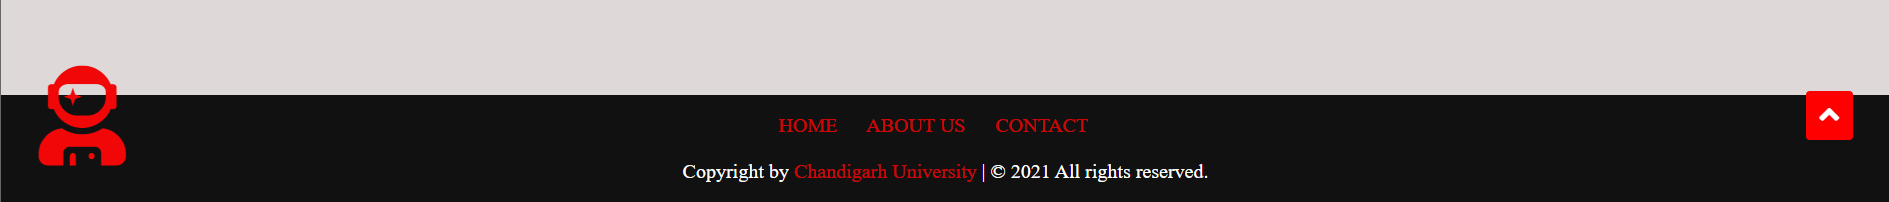 HOME ABOUT US CONTACT
Copyright by Chandigarh University | © 2021 All rights reserved.